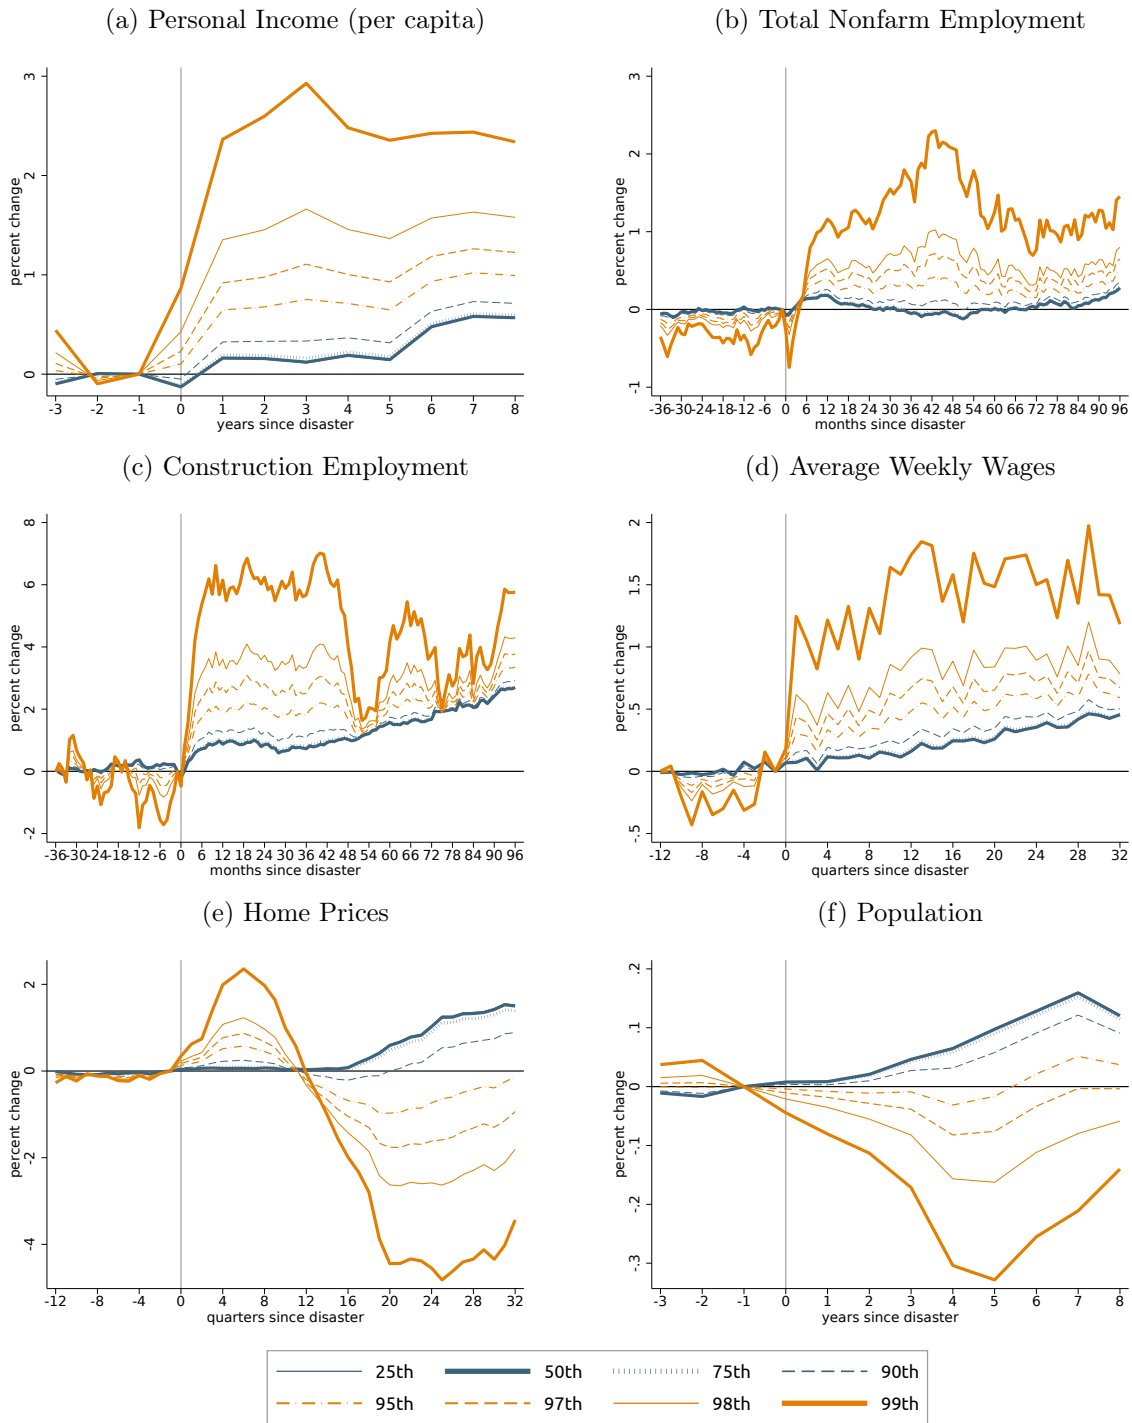 (a) Personal Income (per capita)
(b) Total Nonfarm Employment
percent change
3
2
1
0
-3 -2 -1 0 1 2 3 4 5 6 7 8
years since disaster
percent change
3
2
1
0
-1
-36-30-24-18-12 -6 0 6 12 18 24 30 36 42 48 54 60 66 72 78 84 90 96
months since disaster
(c) Construction Employment
(d) Average Weekly Wages
percent change
8
6
4
2
0
-2
-36-30-24-18-12 -6 0 6 12 18 24 30 36 42 48 54 60 66 72 78 84 90 96
months since disaster
percent change
2
1.5
1
.5
0
-.5
-12 -8 -4 0 4 8 12 16 20 24 28 32
quarters since disaster
(e) Home Prices
(f) Population
percent change
2
0
-2
-4
-12 -8 -4 0 4 8 12 16 20 24 28 32
quarters since disaster
percent change
.2
.1
0
-.1
-.2
-.3
-3 -2 -1 0 1 2 3 4 5 6 7 8
years since disaster
25th 50th 75th 90th
95th 97th 98th 99th